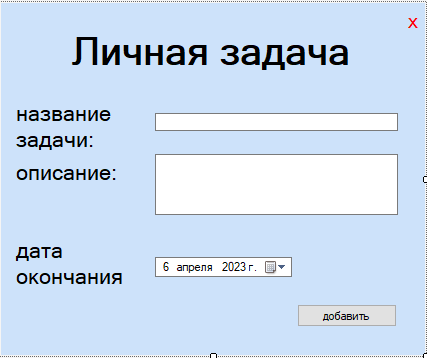 x
Личная задача
название
задачи:
описание:
дата
окончания
6 апреля 2023 г.
добавить